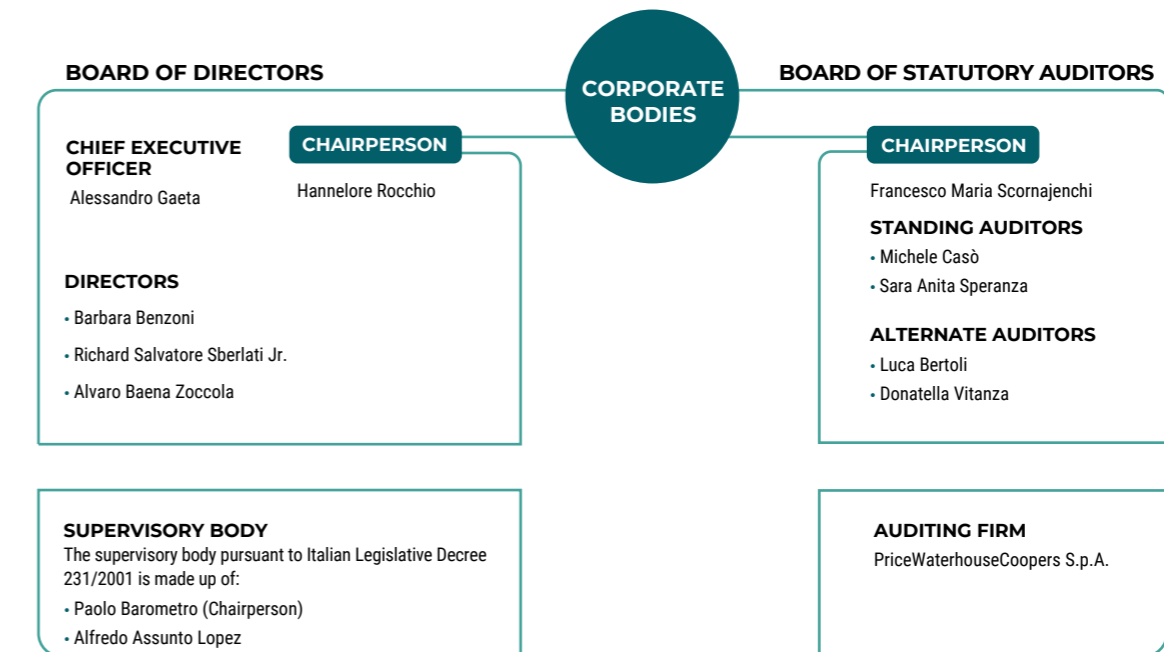 CORPORATE
BODIES
BOARD OF DIRECTORS
CHIEF EXECUTIVE
OFFICER
Alessandro Gaeta
CHAIRPERSON
Hannelore Rocchio
DIRECTORS
• Barbara Benzoni
• Richard Salvatore Sberlati Jr.
• Alvaro Baena Zoccola
BOARD OF STATUTORY AUDITORS
CHAIRPERSON
Francesco Maria Scornajenchi
STANDING AUDITORS
• Michele Casò
• Sara Anita Speranza
ALTERNATE AUDITORS
• Luca Bertoli
• Donatella Vitanza
SUPERVISORY BODY
The supervisory body pursuant to Italian Legislative Decree
231/2001 is made up of:
• Paolo Barometro (Chairperson)
• Alfredo Assunto Lopez
AUDITING FIRM
PriceWaterhouseCoopers S.p.A.